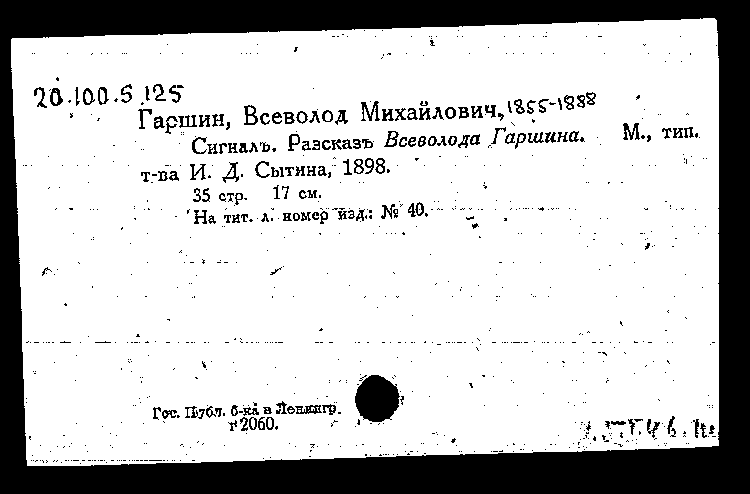 20.100.5.125
Гаршин, Всеволод Михайлович, 1855-1888
Сигналъ. Разсказъ Всеволода Гаршина. М., тип.
т-ва И. Д. Сытина, 1898.
35 стр. 17 см.
На тит. л. номер изд.: № 40.
Гос. Публ. б-ка в Ленингр.
г 2060.